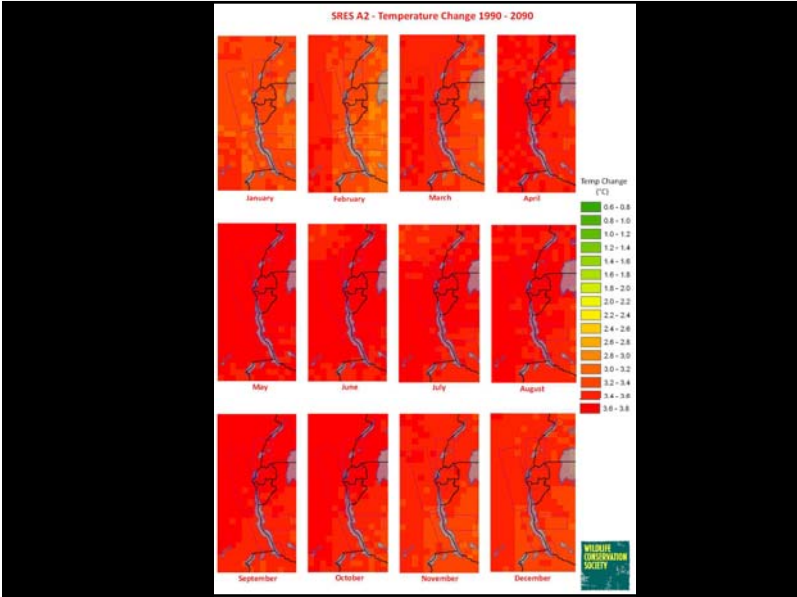 SRES A2 - Temperature Change 1990 - 2090
January
February
March
April
Temp Change
(°C)
0.6 - 0.8
0.8 - 1.0
1.0 - 1.2
1.2 - 1.4
1.4 - 1.6
1.6 - 1.8
1.8 - 2.0
2.0 - 2.2
2.2 - 2.4
2.4 - 2.6
2.6 - 2.8
2.8 - 3.0
3.0 - 3.2
3.2 - 3.4
3.4 - 3.6
3.6 - 3.8
May
June
July
August
September
October
November
December
WILDLIFE
CONSERVATION
SOCIETY